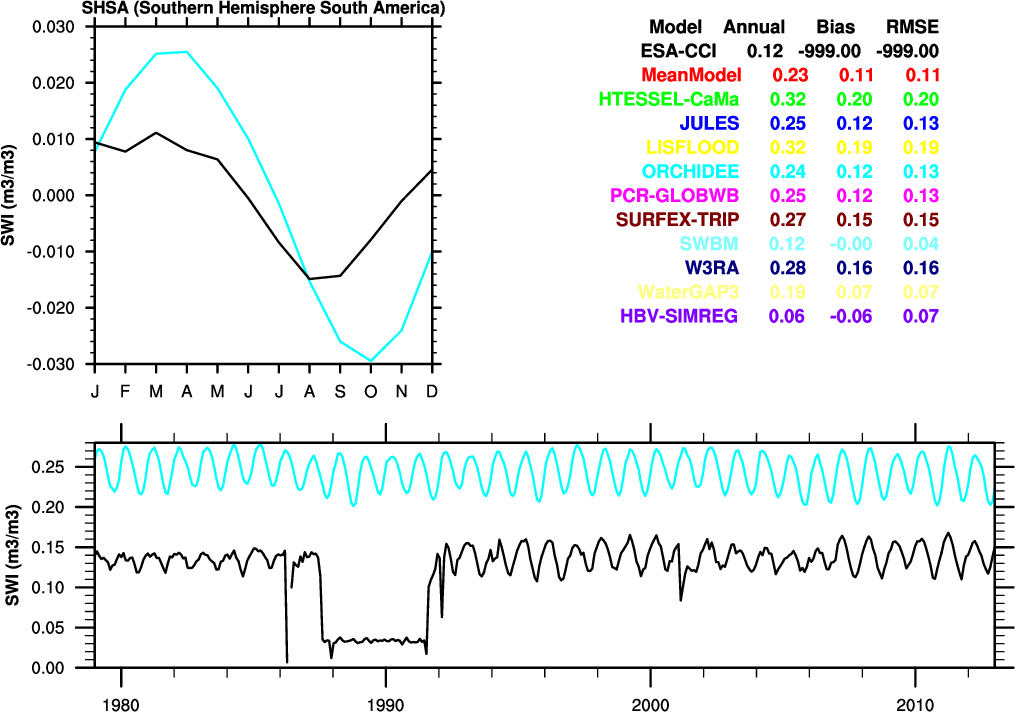 SHSA (Southern Hemisphere South America)
0.030
0.020
0.010
0.000
-0.010
-0.020
-0.030
SWI (m3/m3)
J F M A M J J A S O N D
Model Annual Bias RMSE
ESA-CCI 0.12 -999.00 -999.00
MeanModel 0.23 0.11 0.11
HTESSEL-CaMa 0.32 0.20 0.20
JULES 0.25 0.12 0.13
LISFLOOD 0.32 0.19 0.19
ORCHIDEE 0.24 0.12 0.13
PCR-GLOBWB 0.25 0.12 0.13
SURFEX-TRIP 0.27 0.15 0.15
SWBM 0.12 -0.00 0.04
W3RA 0.28 0.16 0.16
WaterGAP3 0.19 0.07 0.07
HBV-SIMREG 0.06 -0.06 0.07
0.25
0.20
0.15
0.10
0.05
0.00
SWI (m3/m3)
1980 1990 2000 2010